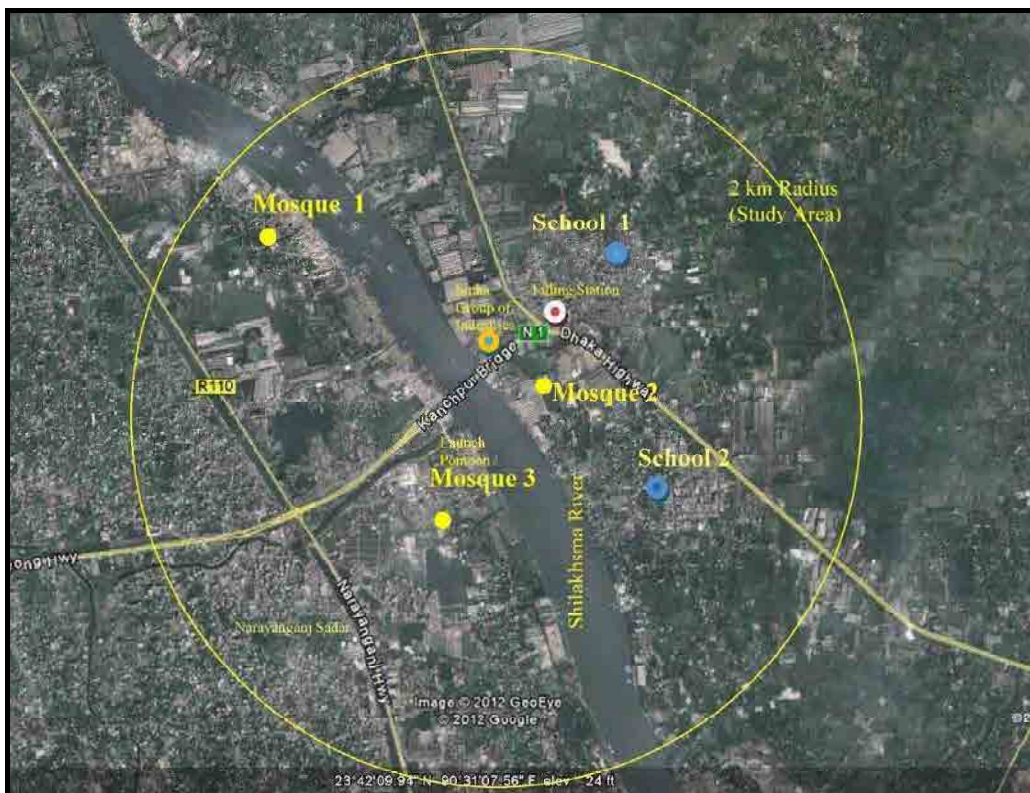 Mosque 1
2 km Radius
(Study Area)
School 1
Filling Station
Group of
N 1
Dhaka Highway
Kanchpur Bridge
R110
Mosque 2
Launch
Pontoon
Mosque 3
School 2
Shitakhsma River
ong Hwy
Narayanganj Hwy
Narayanganj Sadar
Image © 2012 GeoEye
© 2012 Google
23°42'09.94" N 90°31'07.56" E elev 24 ft